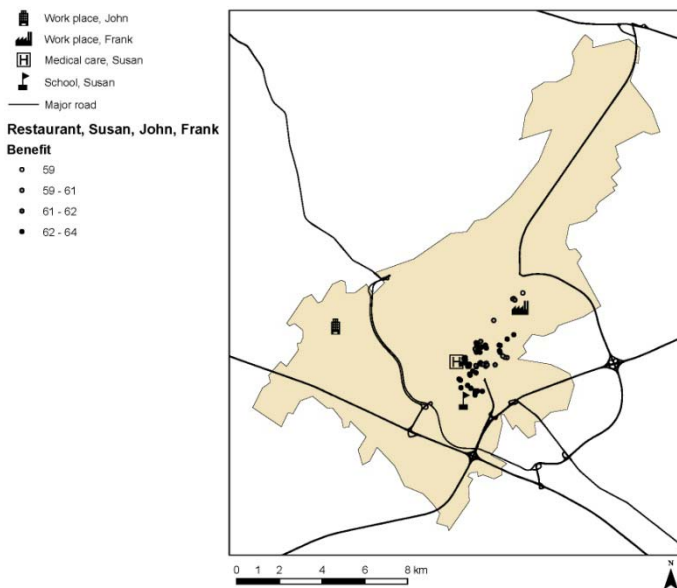 Work place, John
Work place, Frank
H Medical care, Susan
School, Susan
Major road
Restaurant, Susan, John, Frank
Benefit
59
59 - 61
61 - 62
62 - 64
H
0 1 2 4 6 8 km
N